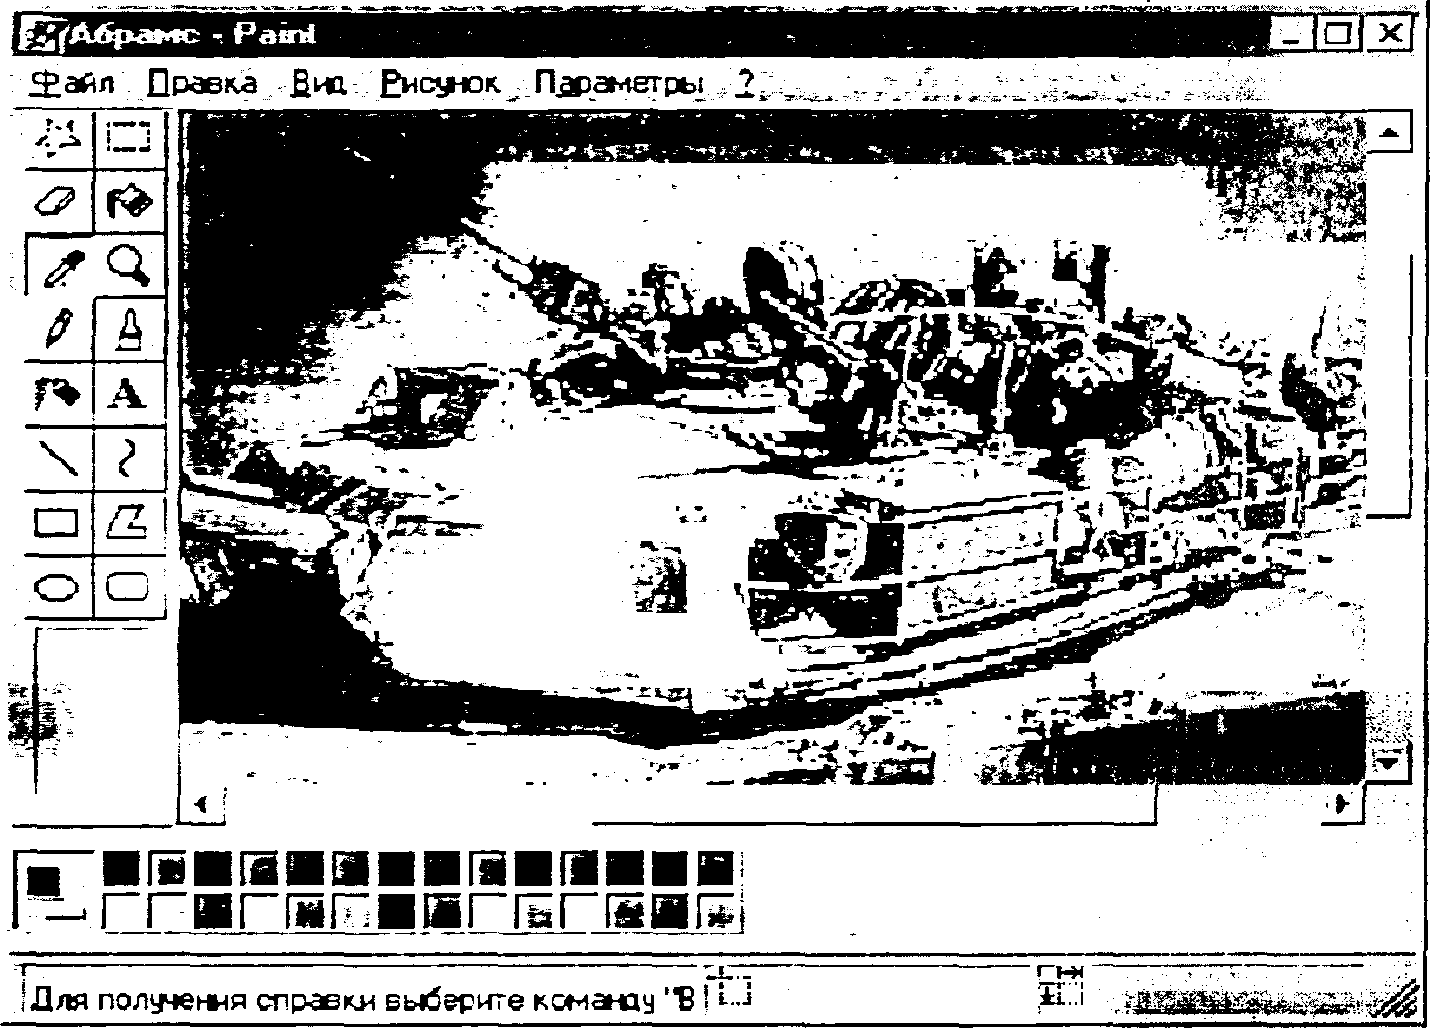 Абрамс - Paint
Файл Правка Вид Рисунок Параметры ?
A
Для получения справки выберите команду "В